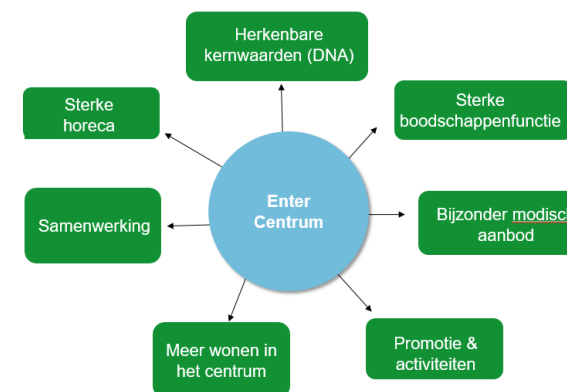 Herkenbare
kernwaarden (DNA)
Sterke
horeca
Sterke
boodschappenfunctie
Enter
Centrum
Samenwerking
Bijzonder modisch
aanbod
Promotie &
activiteiten
Meer wonen in
het centrum